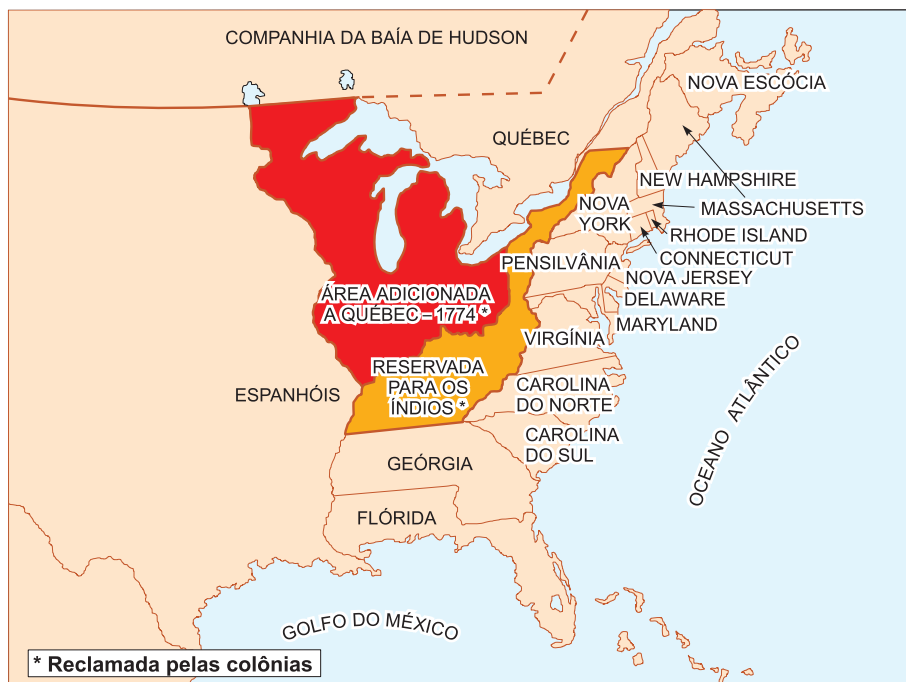 COMPANHIA DA BAÍA DE HUDSON
NOVA ESCÓCIA
QUÉBEC
NEW HAMPSHIRE
NOVA
YORK
MASSACHUSETTS
RHODE ISLAND
CONNECTICUT
PENSILVÂNIA
NOVA JERSEY
DELAWARE
MARYLAND
ÁREA ADICIONADA
A QUÉBEC – 1774 *
VIRGÍNIA
RESERVADA
PARA OS
ÍNDIOS *
ESPANHÓIS
CAROLINA
DO NORTE
CAROLINA
DO SUL
OCEANO ATLÂNTICO
GEÓRGIA
FLÓRIDA
GOLFO DO MÉXICO
* Reclamada pelas colônias